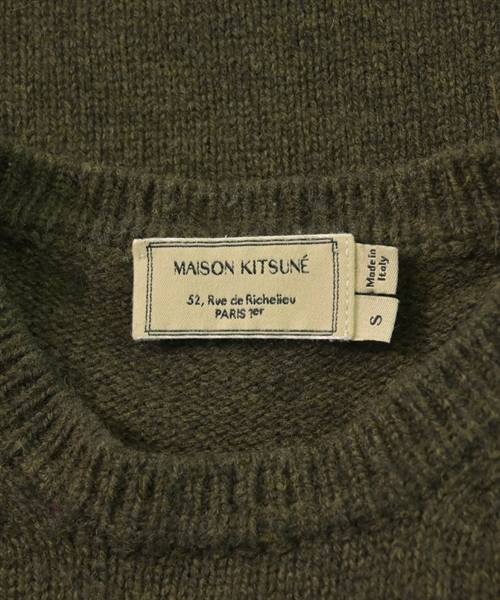 MAISON KITSUNÉ
52, Rue de Richelieu
PARIS 1er
Made in
Italy
S